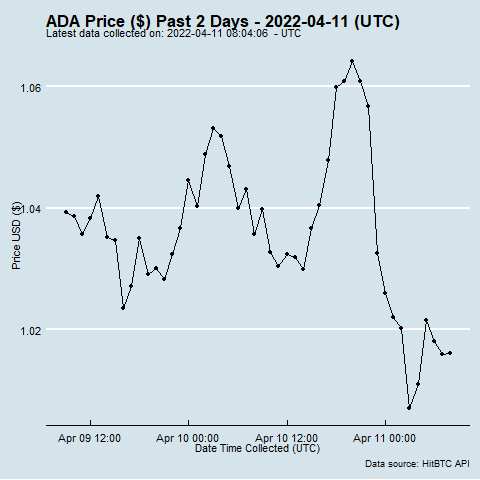 ADA Price ($) Past 2 Days - 2022-04-11 (UTC)
Latest data collected on: 2022-04-11 08:04:06  - UTC
1.06
1.04
Price USD ($)
1.02
Apr 09 12:00 Apr 10 00:00 Apr 10 12:00 Apr 11 00:00
Date Time Collected (UTC)
Data source: HitBTC API